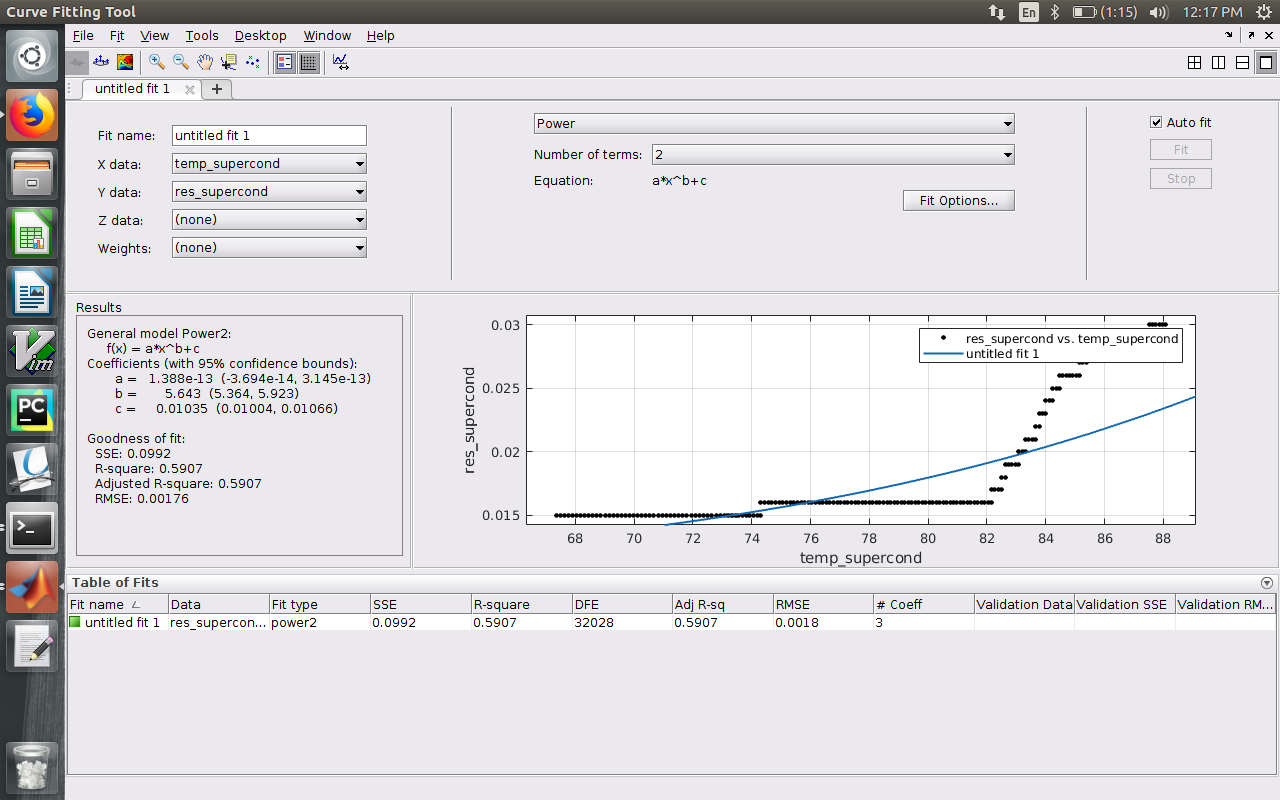 Curve Fitting Tool
En
(1:15)
12:17 PM
File Fit View Tools Desktop Window Help
untitled fit 1
Fit name: untitled fit 1
X data: temp_supercond
Y data: res_supercond
Z data: (none)
Weights: (none)
Power
Number of terms: 2
Equation: a*x^b+c
Fit Options...
Auto fit
Fit
Stop
Results
General model Power2:
f(x) = a*x^b+c
Coefficients (with 95% confidence bounds):
a = 1.388e-13 (-3.694e-14, 3.145e-13)
b = 5.643 (5.364, 5.923)
c = 0.01035 (0.01004, 0.01066)
Goodness of fit:
SSE: 0.0992
R-square: 0.5907
Adjusted R-square: 0.5907
RMSE: 0.00176
res_supercond
0.03
0.025
0.02
0.015
res_supercond vs. temp_supercond
untitled fit 1
68 70 72 74 76 78 80 82 84 86 88
temp_supercond
Table of Fits
Fit name Data Fit type SSE R-square DFE Adj R-sq RMSE # Coeff Validation Data Validation SSE Validation RM...
untitled fit 1 res_supercon... power2 0.0992 0.5907 32028 0.5907 0.0018 3
Vim
PC